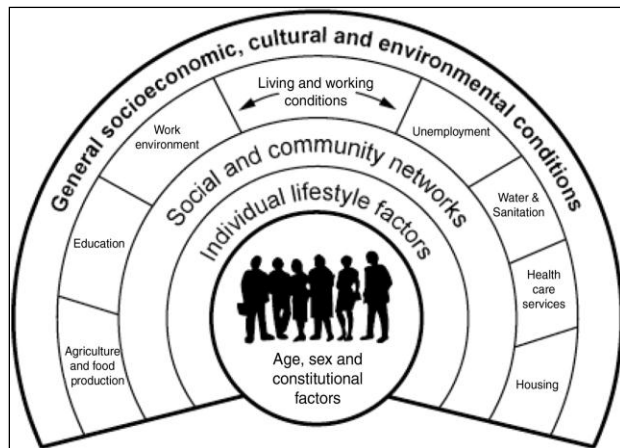 General socioeconomic, cultural and environmental conditions
Living and working
conditions
Work
environment
Unemployment
Education
Water &
Sanitation
Agriculture
and food
production
Health
care
services
Housing
Social and community networks
Individual lifestyle factors
Age, sex and
constitutional
factors